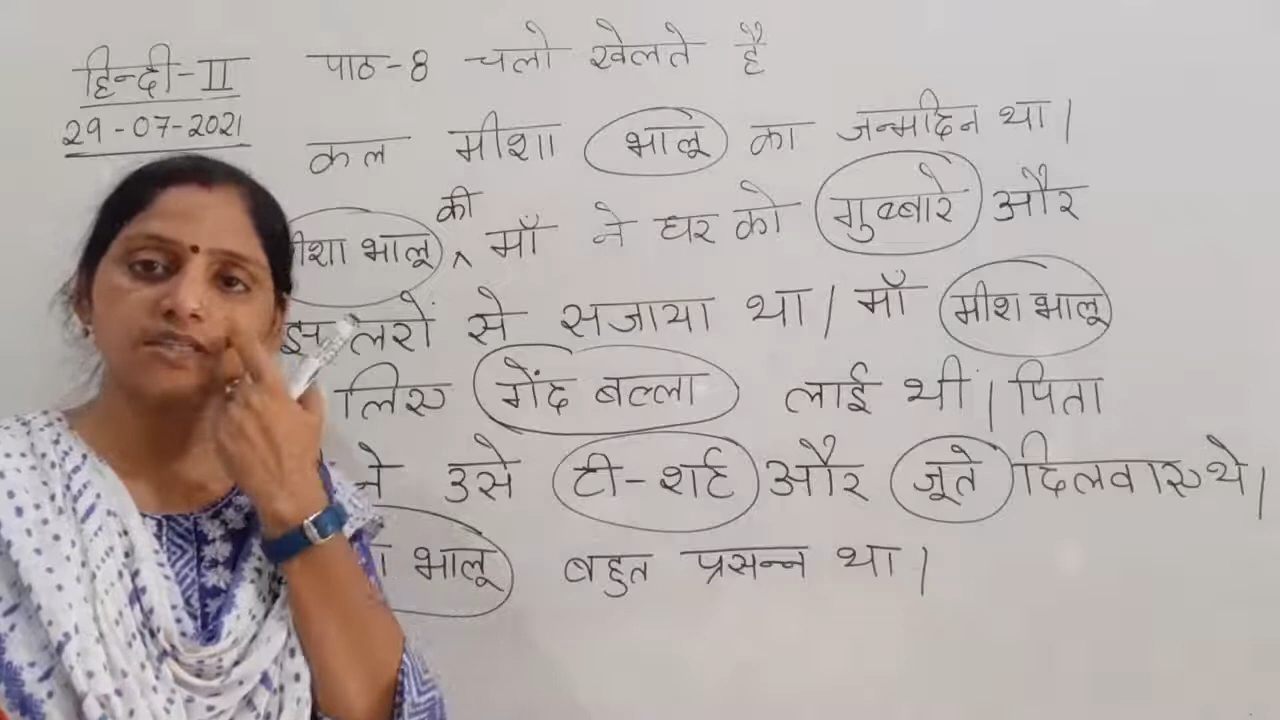 हिन्दी-II
29-07-2021
पाठ-8 चलो खेलते है
कल मीशा भालू का जन्मदिन था।
भालू की माँ ने घर को गुब्बारे और
से सजाया था। माँ मीश भालू
लिए गेंद बल्ला लाई थी। पिता
ने उसे टी-शर्ट और जूते दिलवाए थे।
भालू बहुत प्रसन्न था।